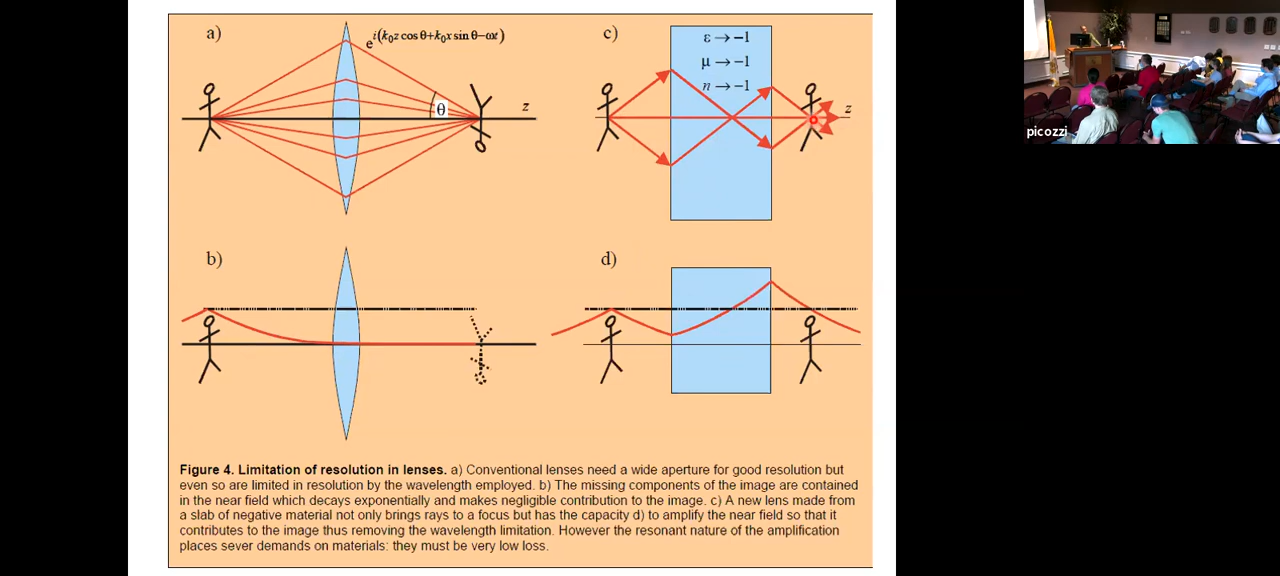 a)
e^i(k₀z cos θ+k₀x sin θ−ωt)
θ
z
c)
ε → −1
μ → −1
n → −1
z
picozzi
b)
d)
Figure 4. Limitation of resolution in lenses. a) Conventional lenses need a wide aperture for good resolution but
even so are limited in resolution by the wavelength employed. b) The missing components of the image are contained
in the near field which decays exponentially and makes negligible contribution to the image. c) A new lens made from
a slab of negative material not only brings rays to a focus but has the capacity d) to amplify the near field so that it
contributes to the image thus removing the wavelength limitation. However the resonant nature of the amplification
places sever demands on materials: they must be very low loss.